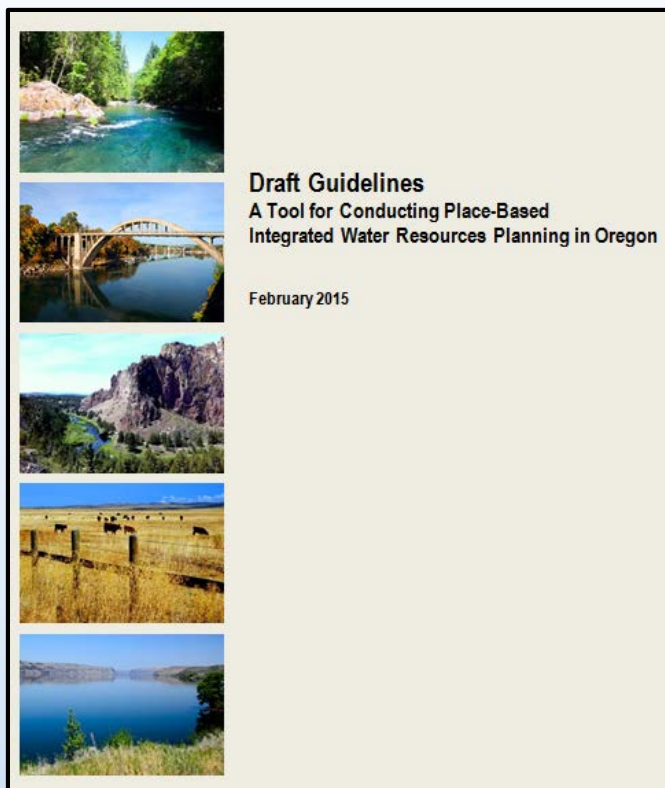 Draft Guidelines
A Tool for Conducting Place-Based
Integrated Water Resources Planning in Oregon
February 2015